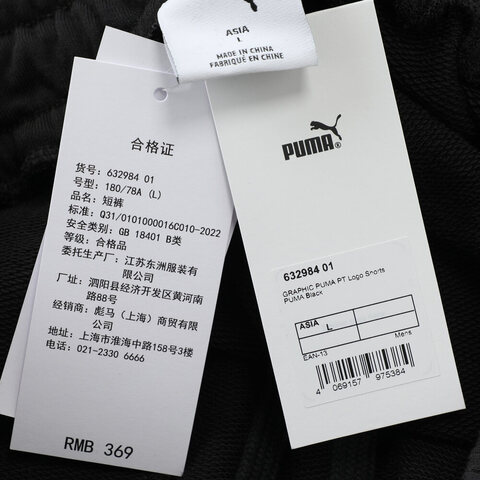 ASIA
L
MADE IN CHINA
FABRIQUÉ EN CHINE
合格证
货号: 632984 01
号型: 180/78A (L)
品名: 短裤
标准: Q31/0101000016C010-2022
安全类别: GB 18401 B类
等级: 合格品
委托生产厂: 江苏东洲服装有限公司
厂址: 泗阳县经济开发区黄河南路88号
经销商: 彪马（上海）商贸有限公司
地址: 上海市淮海中路158号3楼
电话: 021-2330 6666
RMB 369
PUMA®
632984 01
GRAPHIC PUMA PT Logo Shorts
PUMA Black
ASIA L
EAN-13 Mens
4 069157 975384